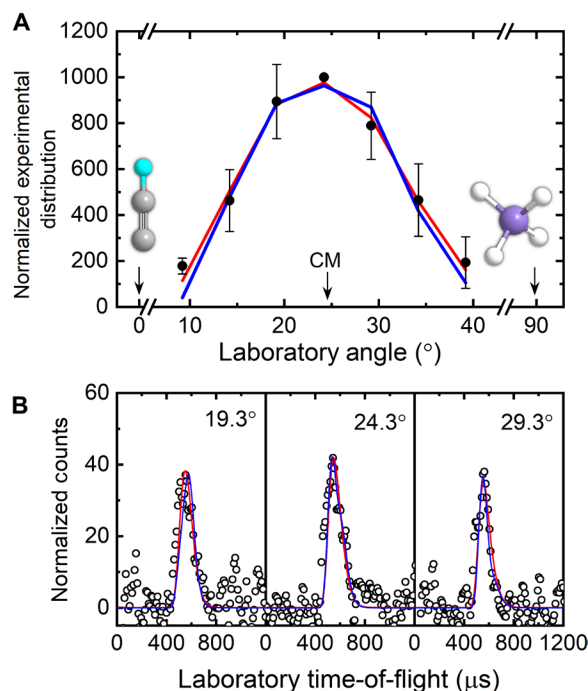 A
Normalized experimental
distribution
1200
1000
800
600
400
200
0
CM
0 10 20 30 40 90
Laboratory angle (°)
B
Normalized counts
60
40
20
0
19.3° 24.3° 29.3°
0 400 800 0 400 800 0 400 800 1200
Laboratory time-of-flight (μs)